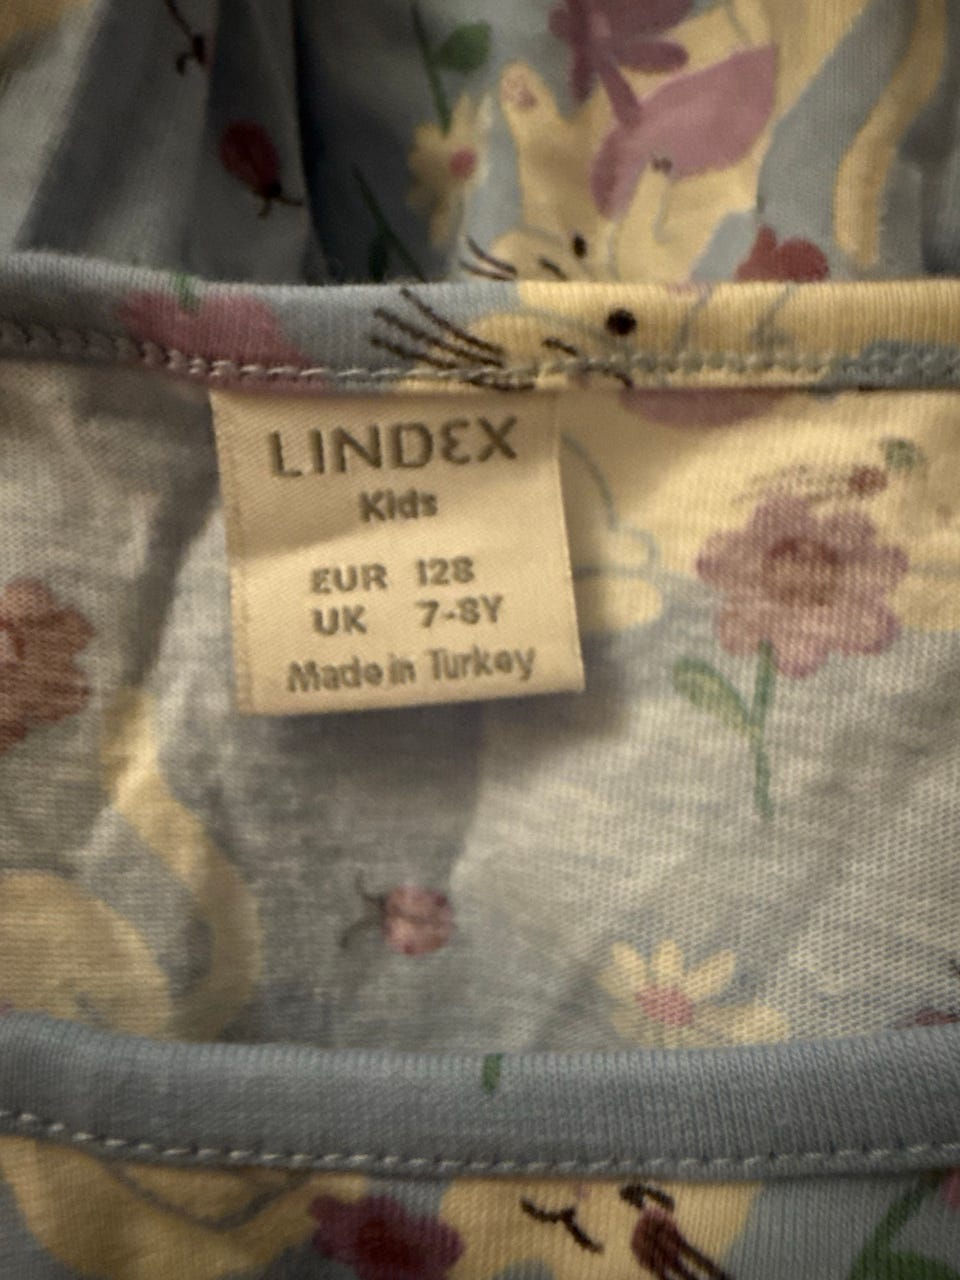 LINDEX
Kids
EUR 128
UK 7-8Y
Made in Turkey